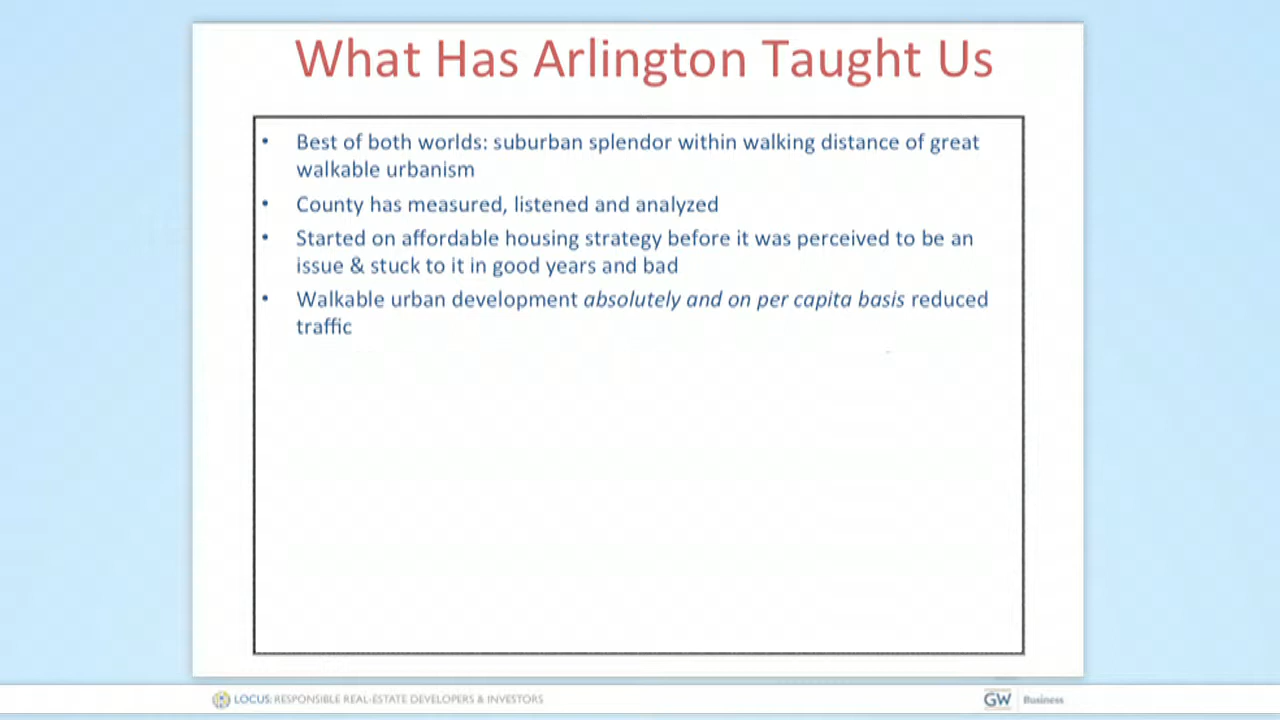 What Has Arlington Taught Us
• Best of both worlds: suburban splendor within walking distance of great
walkable urbanism
• County has measured, listened and analyzed
• Started on affordable housing strategy before it was perceived to be an
issue & stuck to it in good years and bad
• Walkable urban development absolutely and on per capita basis reduced
traffic
LOCUS: RESPONSIBLE REAL-ESTATE DEVELOPERS & INVESTORS
GW Business